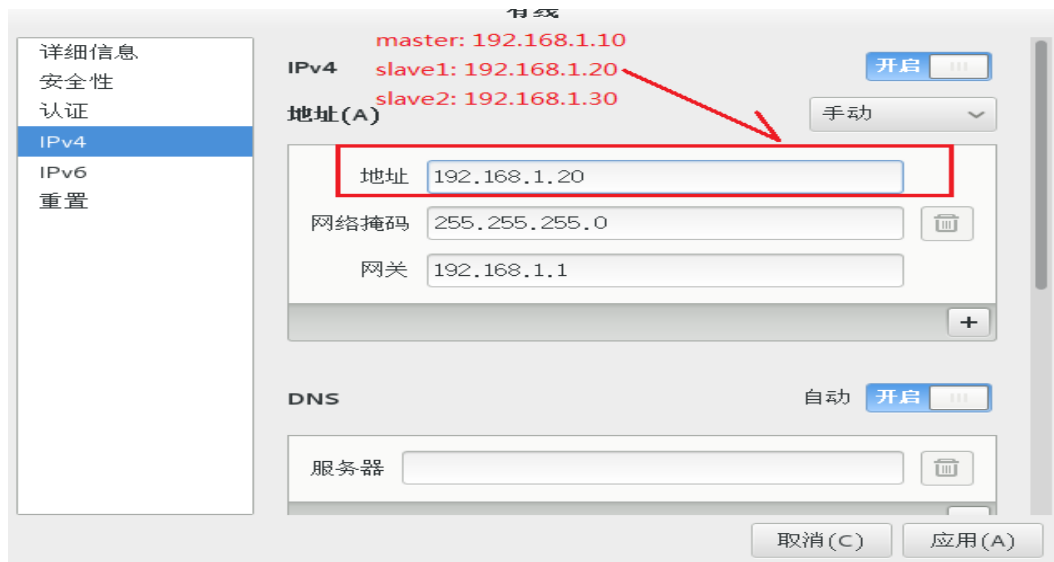 有线
详细信息
安全性
认证
IPv4
IPv6
重置
master: 192.168.1.10
IPv4
slave1: 192.168.1.20
开启
slave2: 192.168.1.30
地址(A)
手动
地址 192.168.1.20
网络掩码 255.255.255.0
网关 192.168.1.1
+
DNS
自动 开启
服务器
取消(C)
应用(A)